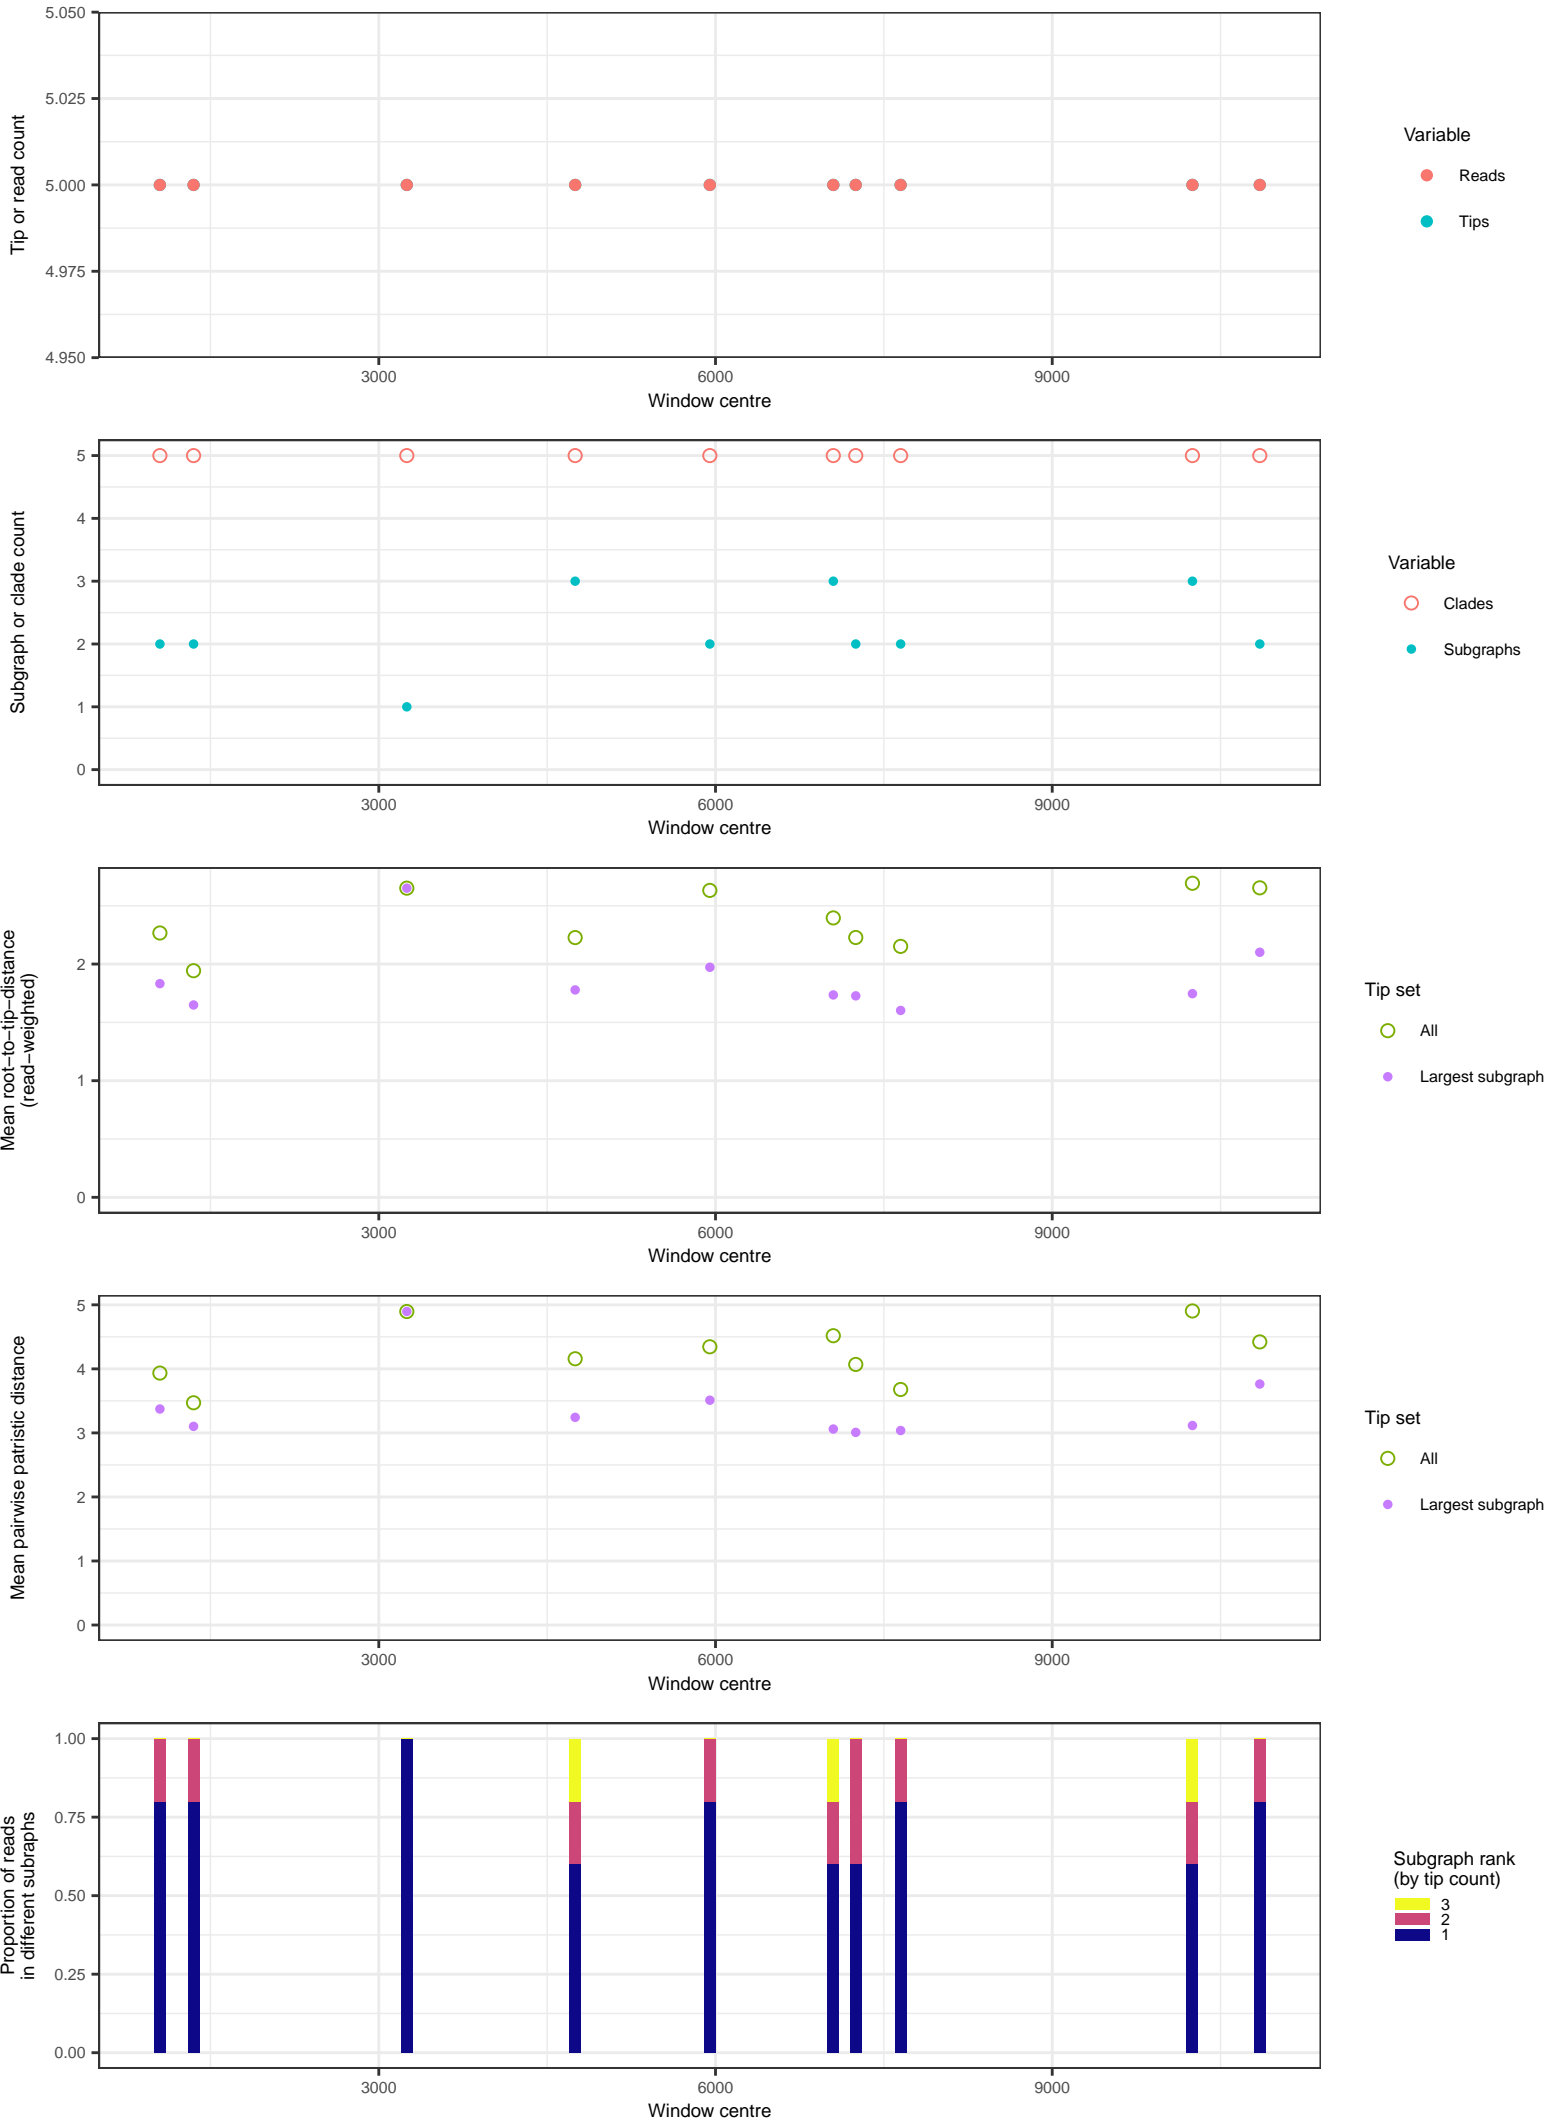 5.050
5.025
5.000
4.975
4.950
Tip or read count
3000 6000 9000
Window centre
Variable
Reads
Tips
5
4
3
2
1
0
Subgraph or clade count
3000 6000 9000
Window centre
Variable
Clades
Subgraphs
2
1
0
Mean root−to−tip−distance
(read−weighted)
3000 6000 9000
Window centre
Tip set
All
Largest subgraph
5
4
3
2
1
0
Mean pairwise patristic distance
3000 6000 9000
Window centre
Tip set
All
Largest subgraph
1.00
0.75
0.50
0.25
0.00
Proportion of reads
in different subraphs
3000 6000 9000
Window centre
Subgraph rank
(by tip count)
3
2
1